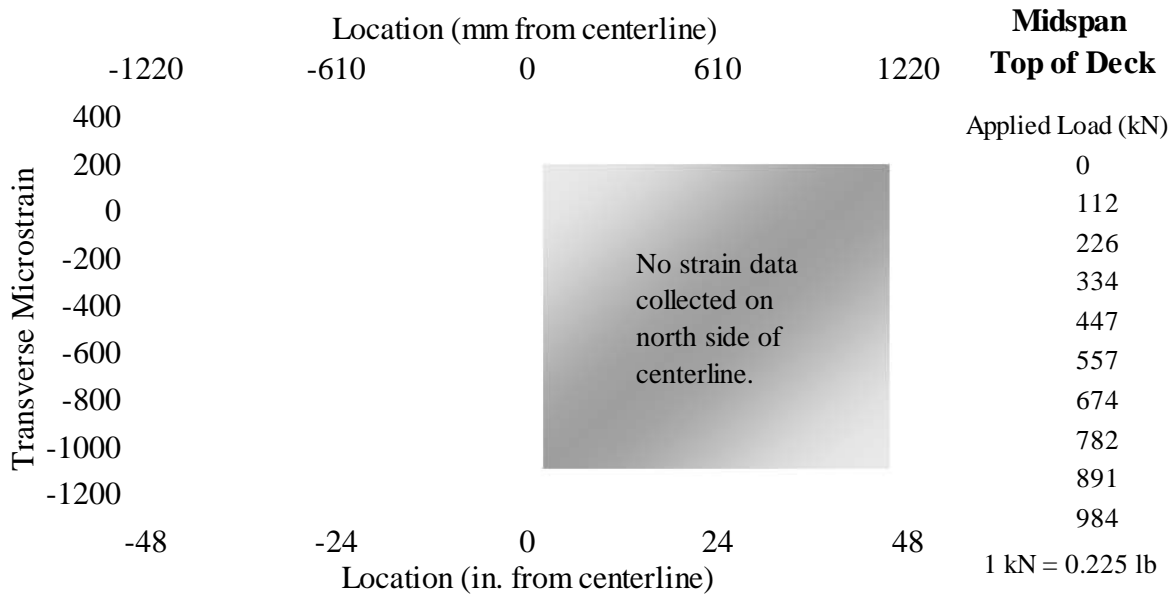 Location (mm from centerline)
-1220 -610 0 610 1220
Midspan
Top of Deck
Transverse Microstrain
400
200
0
-200
-400
-600
-800
-1000
-1200
No strain data
collected on
north side of
centerline.
Applied Load (kN)
0
112
226
334
447
557
674
782
891
984
1 kN = 0.225 lb
-48 -24 0 24 48
Location (in. from centerline)